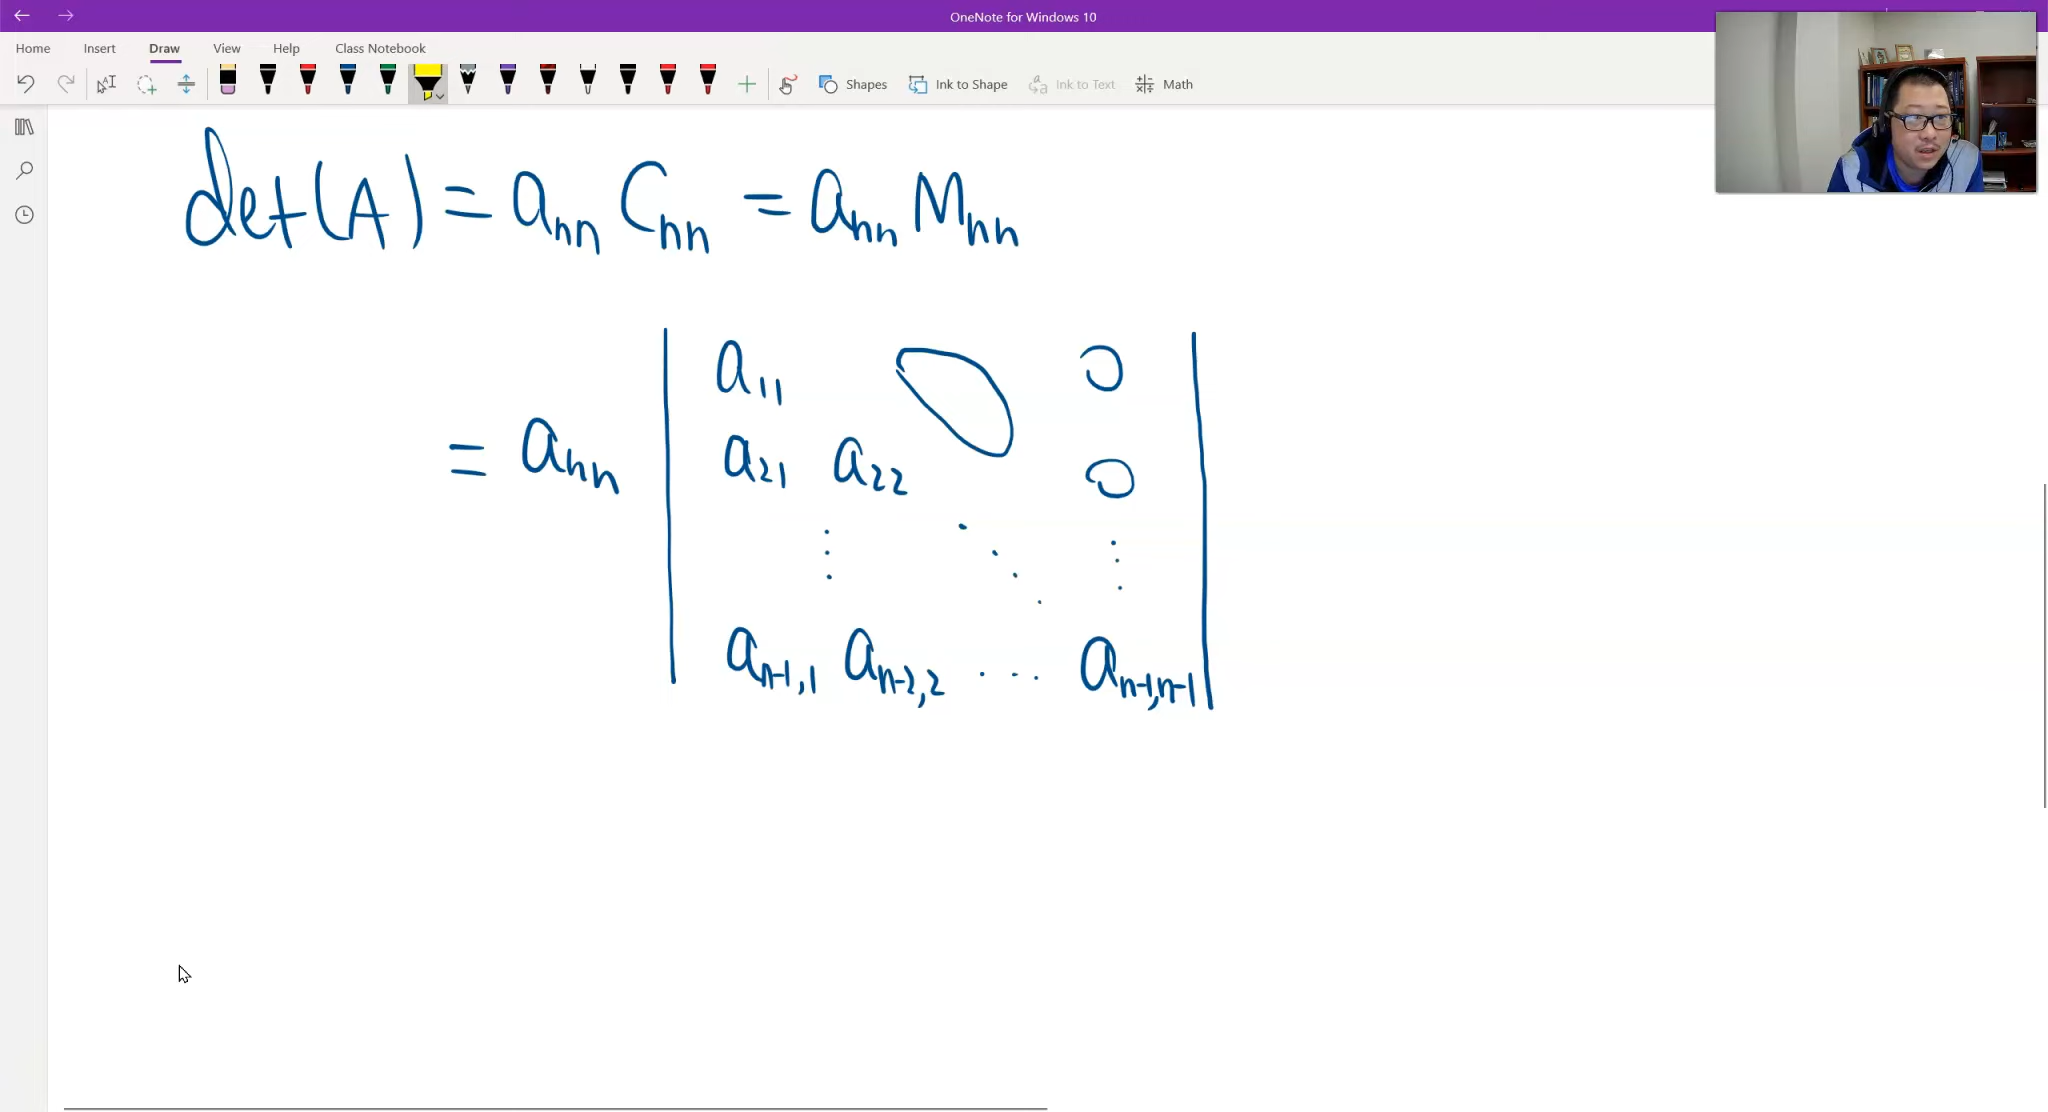 OneNote for Windows 10
Home Insert Draw View Help Class Notebook
Shapes Ink to Shape Ink to Text Math
det(A) = a_nn C_nn = a_nn M_nn
a_11 0 0
= a_nn a_21 a_22 0
⋮ ⋱ ⋮
a_n-1,1 a_n-2,2 ... a_n-1,n-1